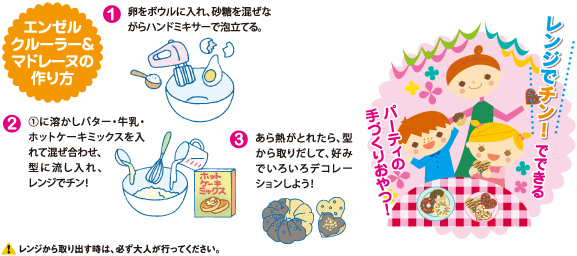 エンゼル
クルーラー&
マドレーヌの
作り方
1 卵をボウルに入れ、砂糖を混ぜな
がらハンドミキサーで泡立てる。
2 ①に溶かしバター・牛乳・
ホットケーキミックスを入
れて混ぜ合わせ、
型に流し入れ、
レンジでチン!
ホット
ケーキ
ミックス
3 あら熱がとれたら、型
から取りだして、好み
でいろいろデコレー
ションしよう!
レンジでチン!でできる
パーティの
手づくりおやつ!
! レンジから取り出す時は、必ず大人が行ってください。